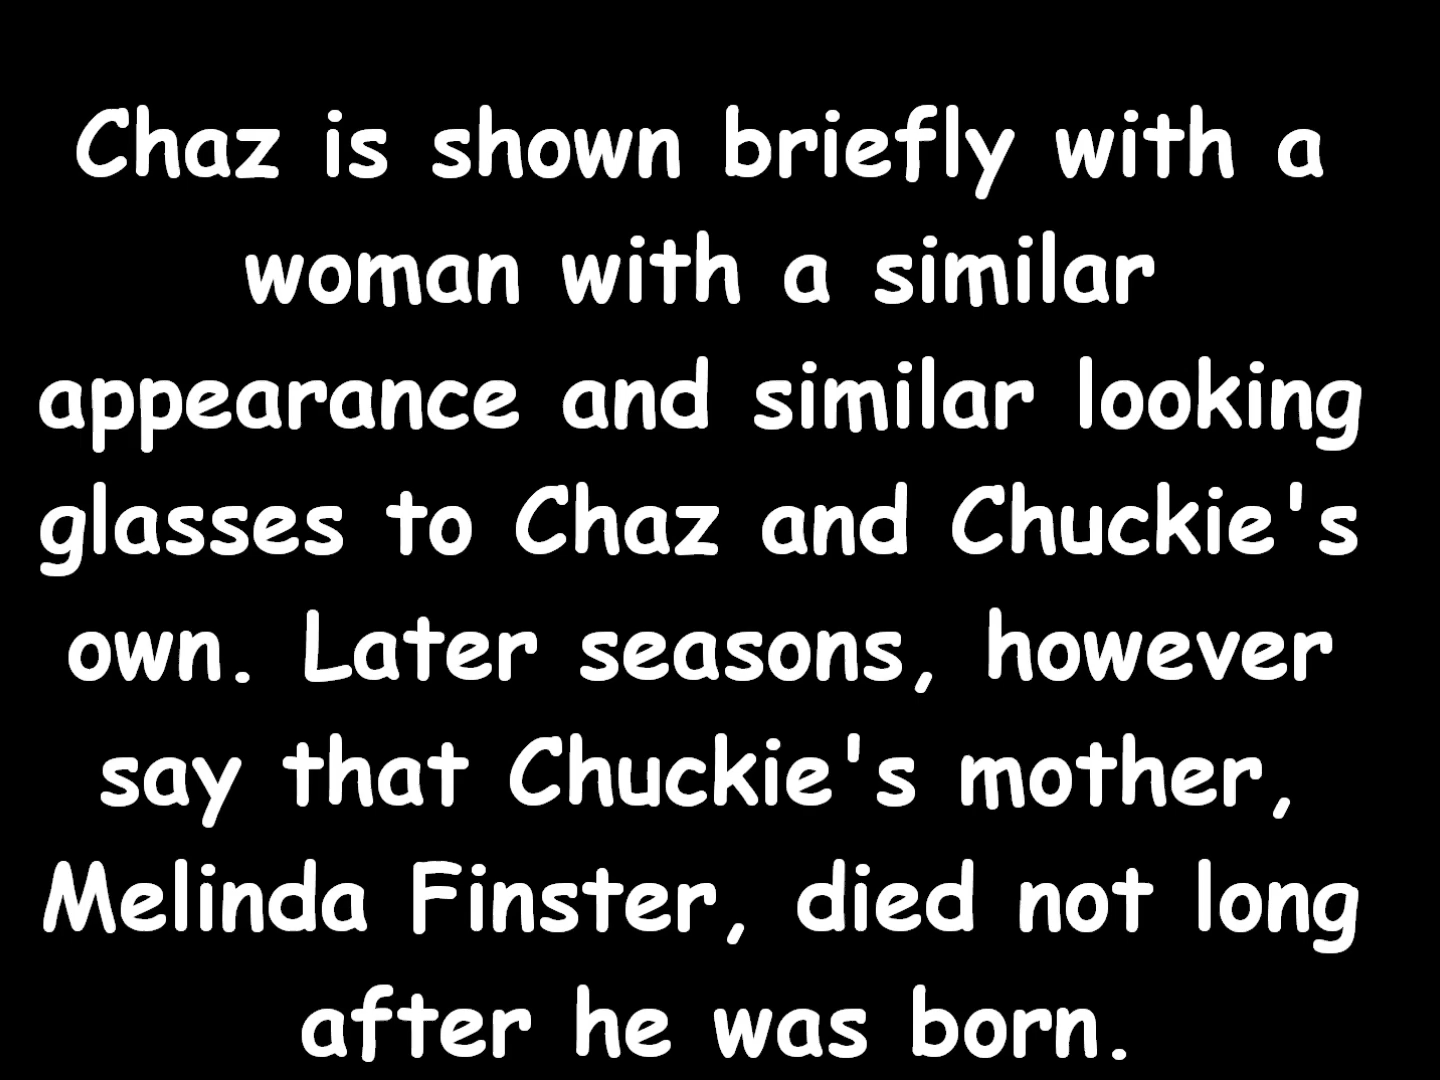 Chaz is shown briefly with a
woman with a similar
appearance and similar looking
glasses to Chaz and Chuckie's
own. Later seasons, however
say that Chuckie's mother,
Melinda Finster, died not long
after he was born.